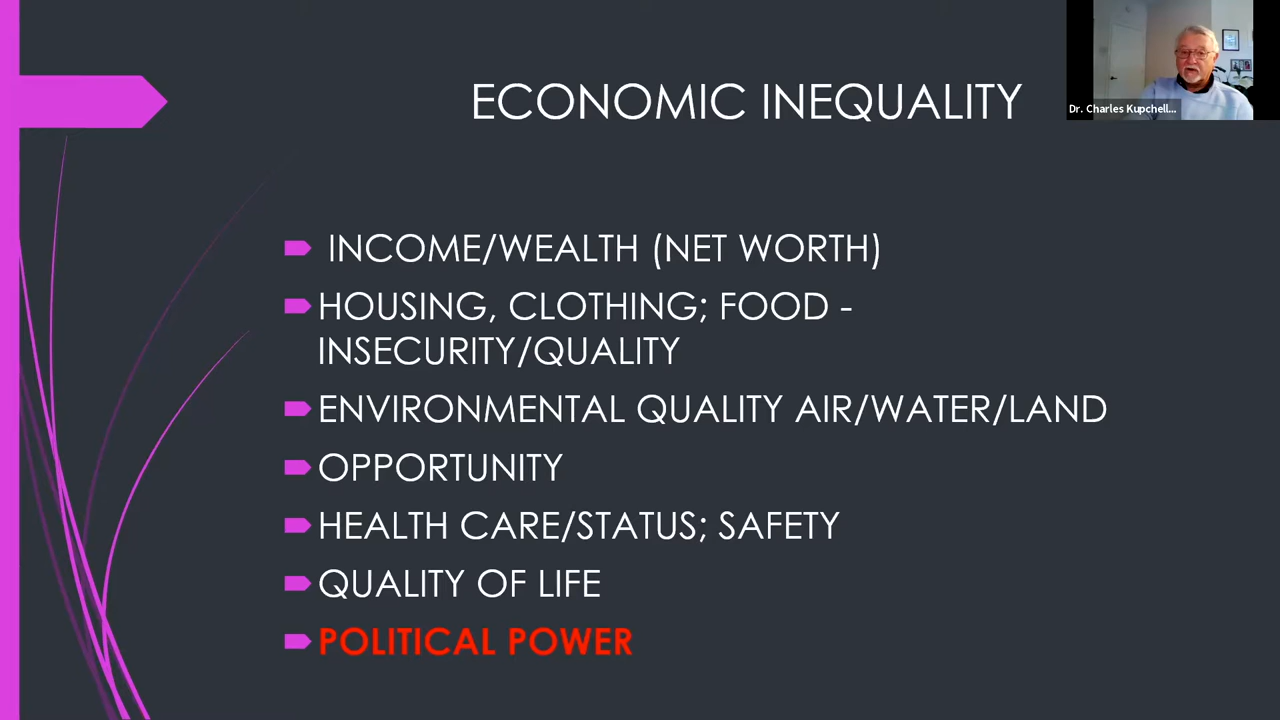 ECONOMIC INEQUALITY
Dr. Charles Kupchell...
INCOME/WEALTH (NET WORTH)
HOUSING, CLOTHING; FOOD -
INSECURITY/QUALITY
ENVIRONMENTAL QUALITY AIR/WATER/LAND
OPPORTUNITY
HEALTH CARE/STATUS; SAFETY
QUALITY OF LIFE
POLITICAL POWER